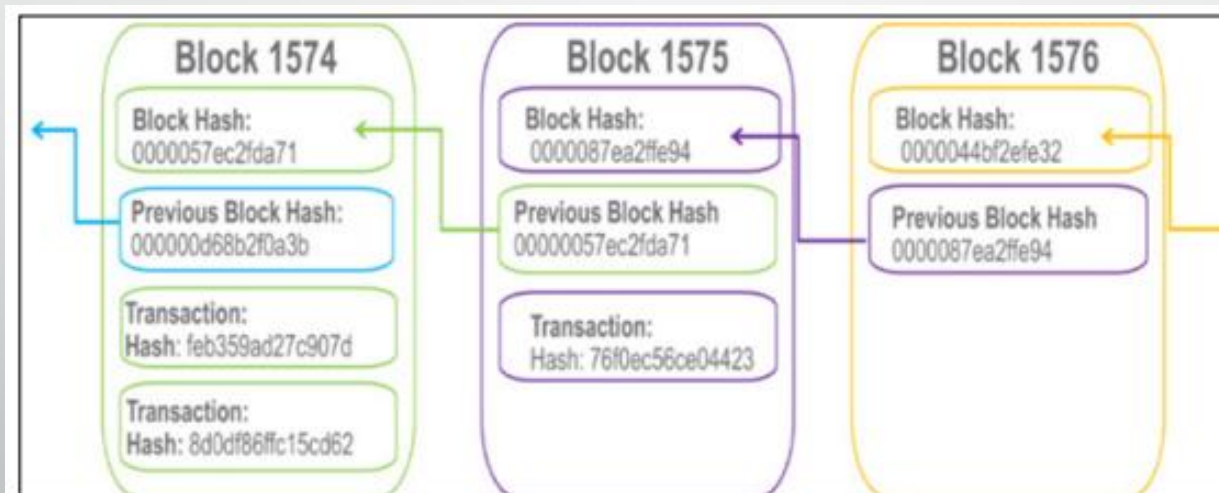 Block 1574
Block Hash:
0000057ec2fda71
Previous Block Hash:
000000d68b2f0a3b
Transaction:
Hash: feb359ad27c907d
Transaction:
Hash: 8d0df86ffc15cd62
Block 1575
Block Hash:
0000087ea2ffe94
Previous Block Hash
00000057ec2fda71
Transaction:
Hash: 76f0ec56ce04423
Block 1576
Block Hash:
0000044bf2efe32
Previous Block Hash
0000087ea2ffe94